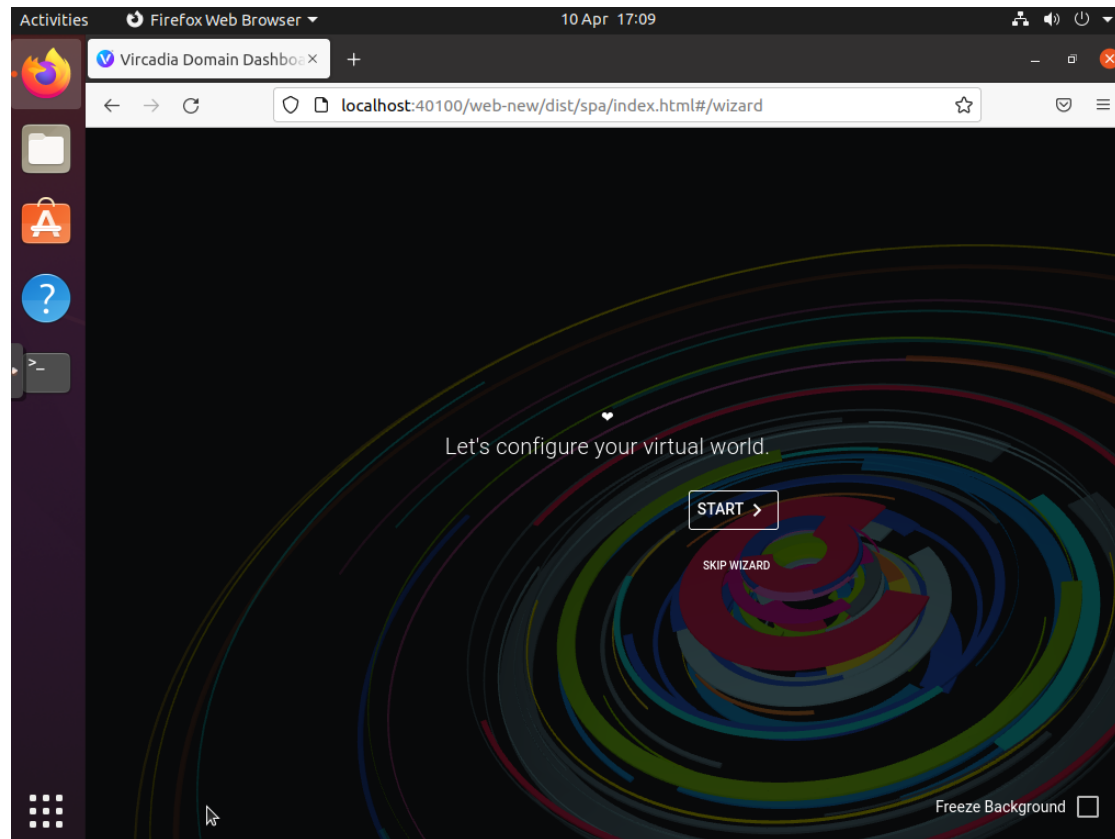 Activities
Firefox Web Browser
10 Apr 17:09
Vircadia Domain Dashboa
localhost:40100/web-new/dist/spa/index.html#/wizard
Let's configure your virtual world.
START
SKIP WIZARD
Freeze Background